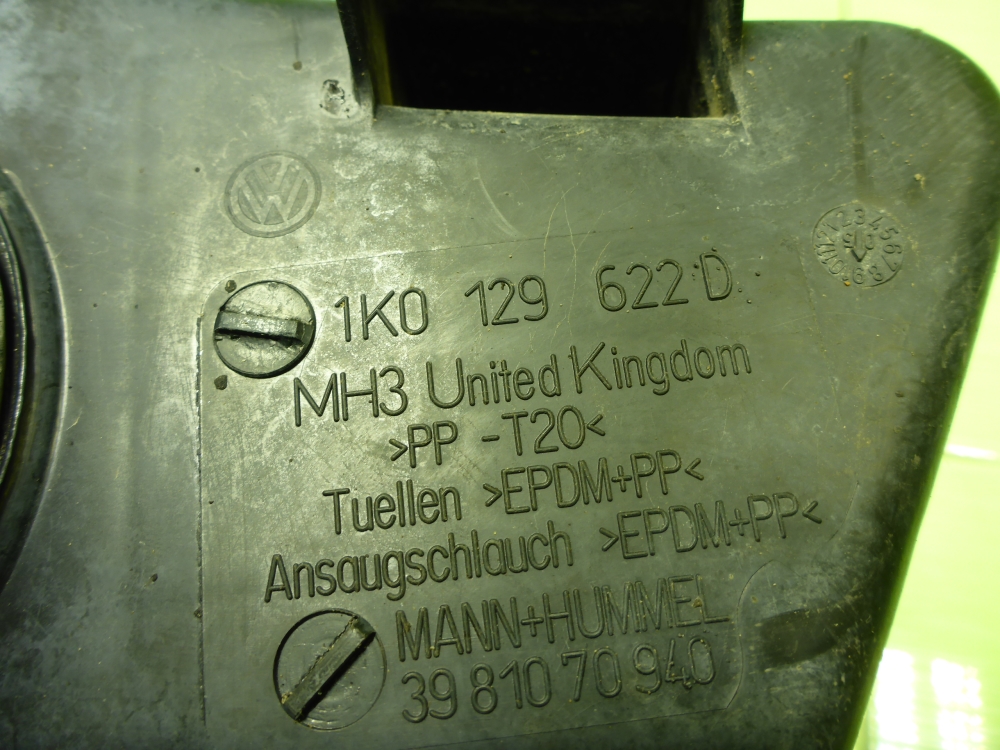 1K0 129 622 D
MH3 United Kingdom
>PP -T20<
Tuellen >EPDM+PP<
Ansaugschlauch >EPDM+PP<
MANN+HUMMEL
39 810 70 940